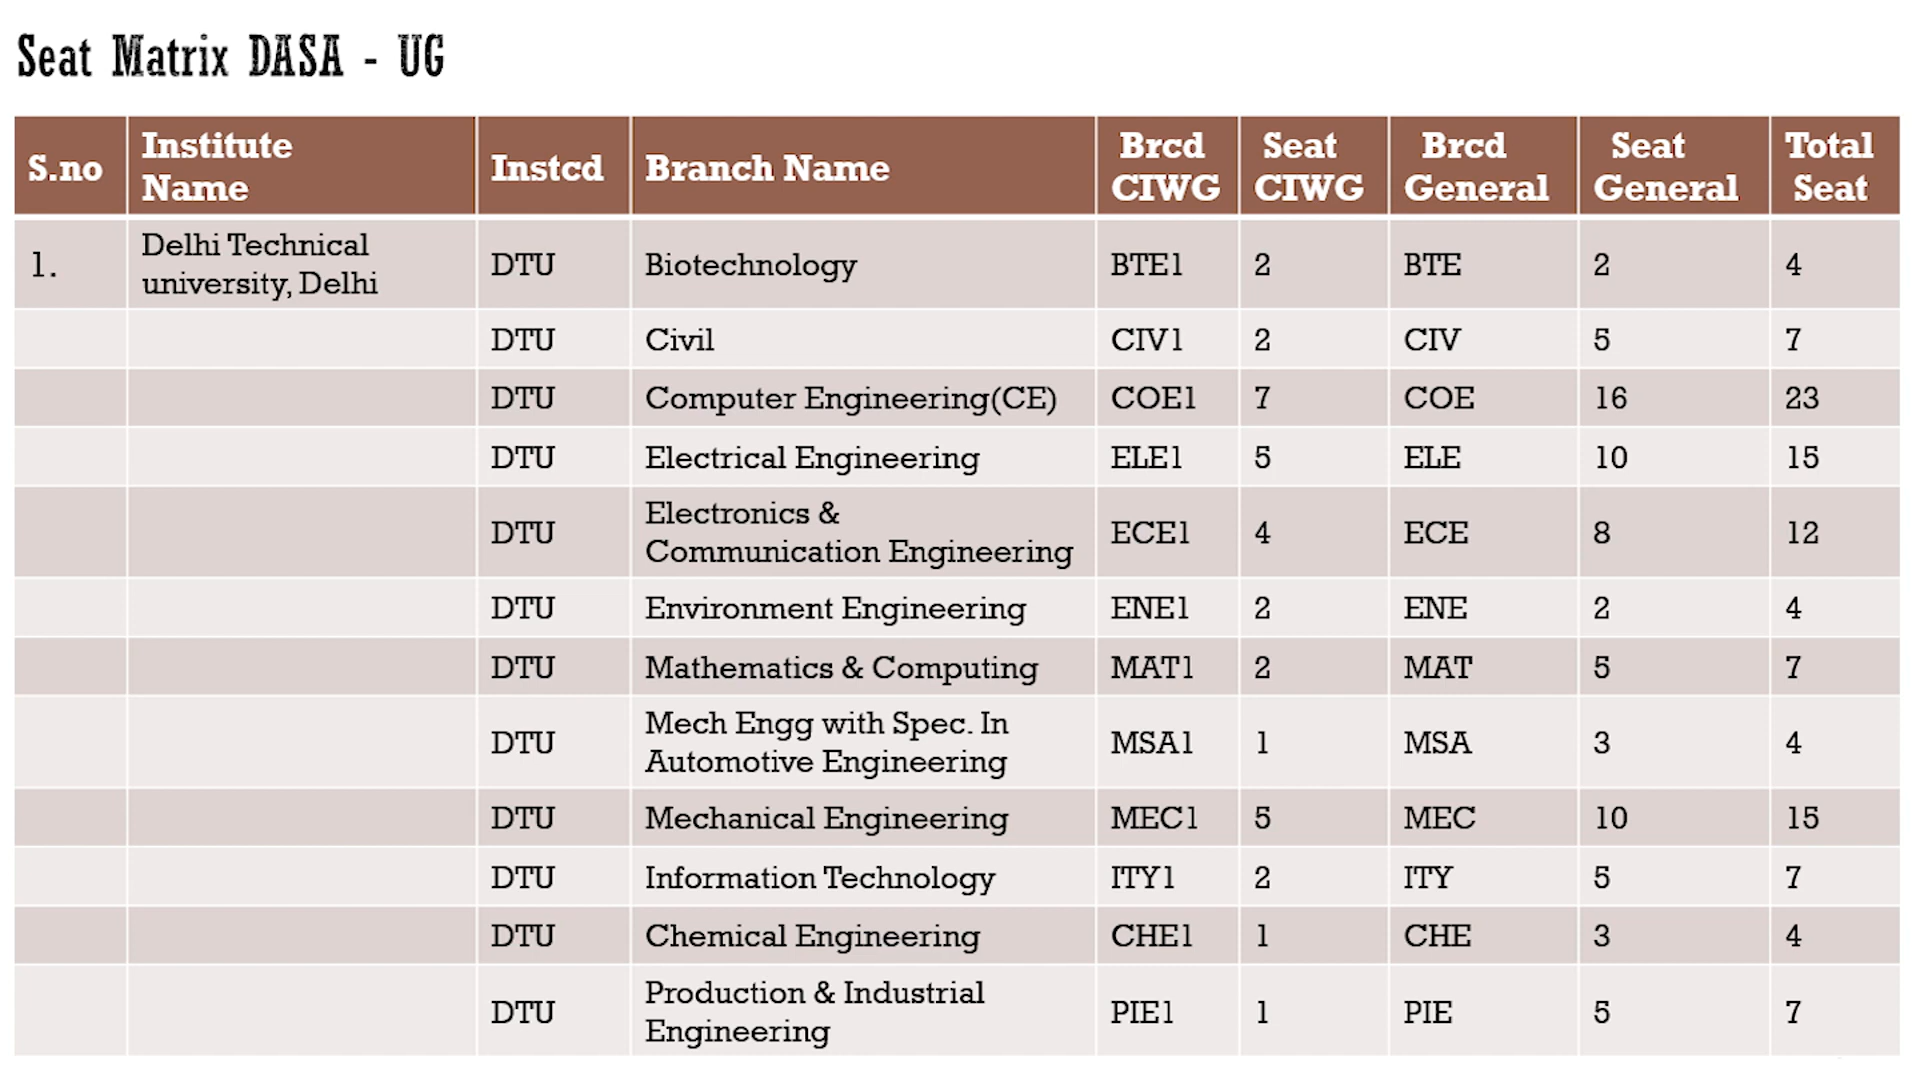 Seat Matrix DASA - UG
S.no Institute Name Instcd Branch Name Brcd CIWG Seat CIWG Brcd General Seat General Total Seat
1. Delhi Technical university, Delhi DTU Biotechnology BTE1 2 BTE 2 4
DTU Civil CIV1 2 CIV 5 7
DTU Computer Engineering(CE) COE1 7 COE 16 23
DTU Electrical Engineering ELE1 5 ELE 10 15
DTU Electronics & Communication Engineering ECE1 4 ECE 8 12
DTU Environment Engineering ENE1 2 ENE 2 4
DTU Mathematics & Computing MAT1 2 MAT 5 7
DTU Mech Engg with Spec. In Automotive Engineering MSA1 1 MSA 3 4
DTU Mechanical Engineering MEC1 5 MEC 10 15
DTU Information Technology ITY1 2 ITY 5 7
DTU Chemical Engineering CHE1 1 CHE 3 4
DTU Production & Industrial Engineering PIE1 1 PIE 5 7